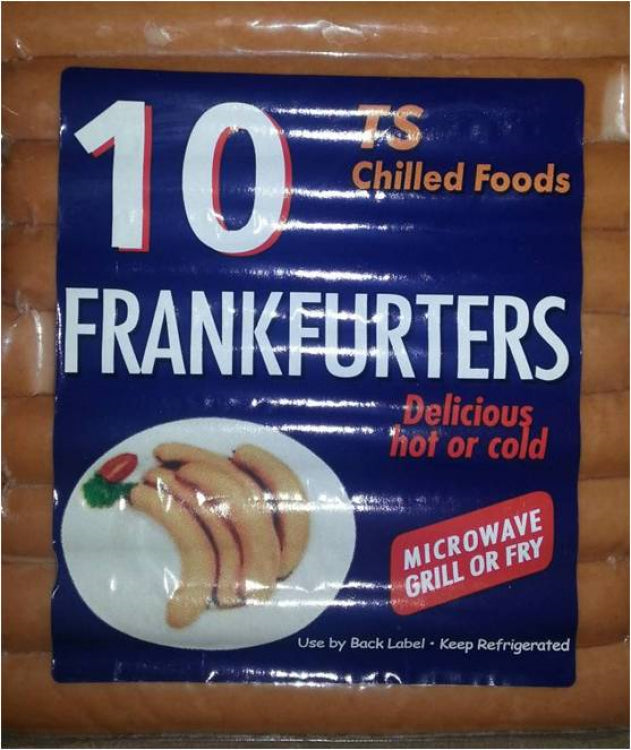 10
TS
Chilled Foods
FRANKFURTERS
Delicious
hot or cold
MICROWAVE
GRILL OR FRY
Use by Back Label · Keep Refrigerated